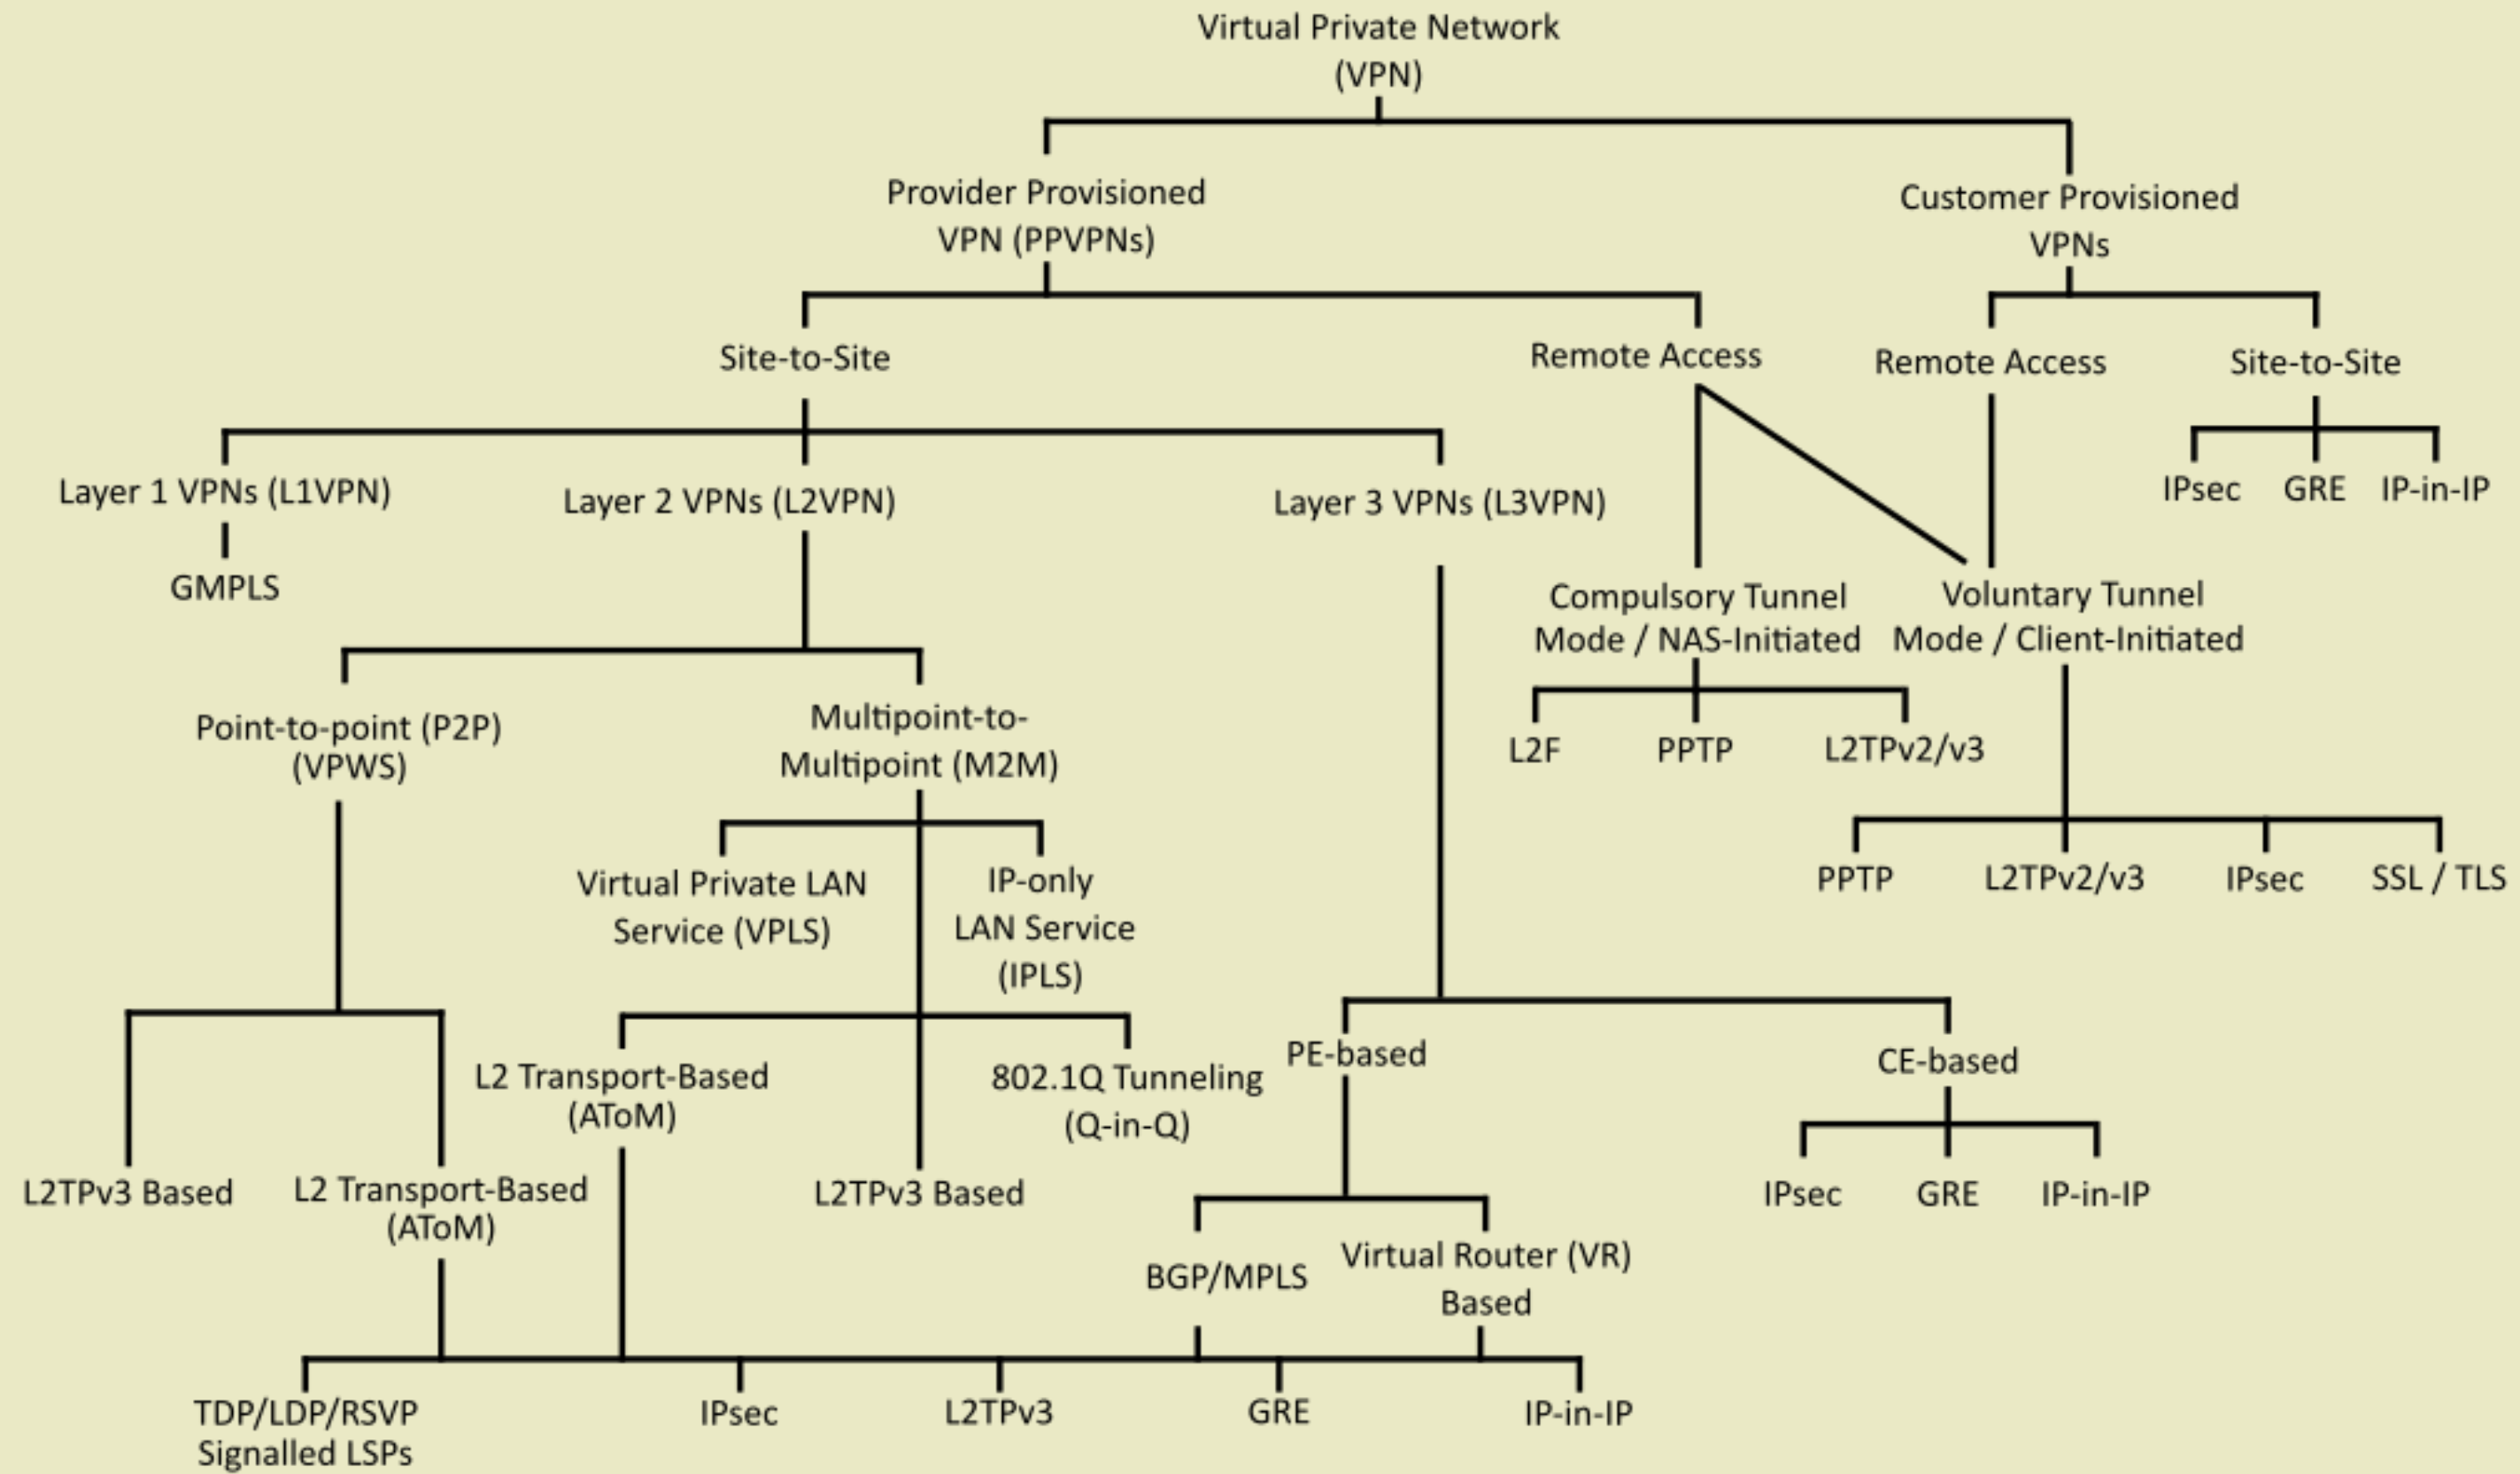 Virtual Private Network
(VPN)
Provider Provisioned
VPN (PPVPNs)
Customer Provisioned
VPNs
Site-to-Site
Remote Access
Remote Access
Site-to-Site
Layer 1 VPNs (L1VPN)
Layer 2 VPNs (L2VPN)
Layer 3 VPNs (L3VPN)
IPsec
GRE
IP-in-IP
GMPLS
Compulsory Tunnel
Mode / NAS-Initiated
Voluntary Tunnel
Mode / Client-Initiated
Point-to-point (P2P)
(VPWS)
Multipoint-to-
Multipoint (M2M)
L2F
PPTP
L2TPv2/v3
Virtual Private LAN
Service (VPLS)
IP-only
LAN Service
(IPLS)
PPTP
L2TPv2/v3
IPsec
SSL / TLS
L2 Transport-Based
(AToM)
802.1Q Tunneling
(Q-in-Q)
PE-based
CE-based
L2TPv3 Based
L2 Transport-Based
(AToM)
L2TPv3 Based
IPsec
GRE
IP-in-IP
BGP/MPLS
Virtual Router (VR)
Based
TDP/LDP/RSVP
Signalled LSPs
IPsec
L2TPv3
GRE
IP-in-IP